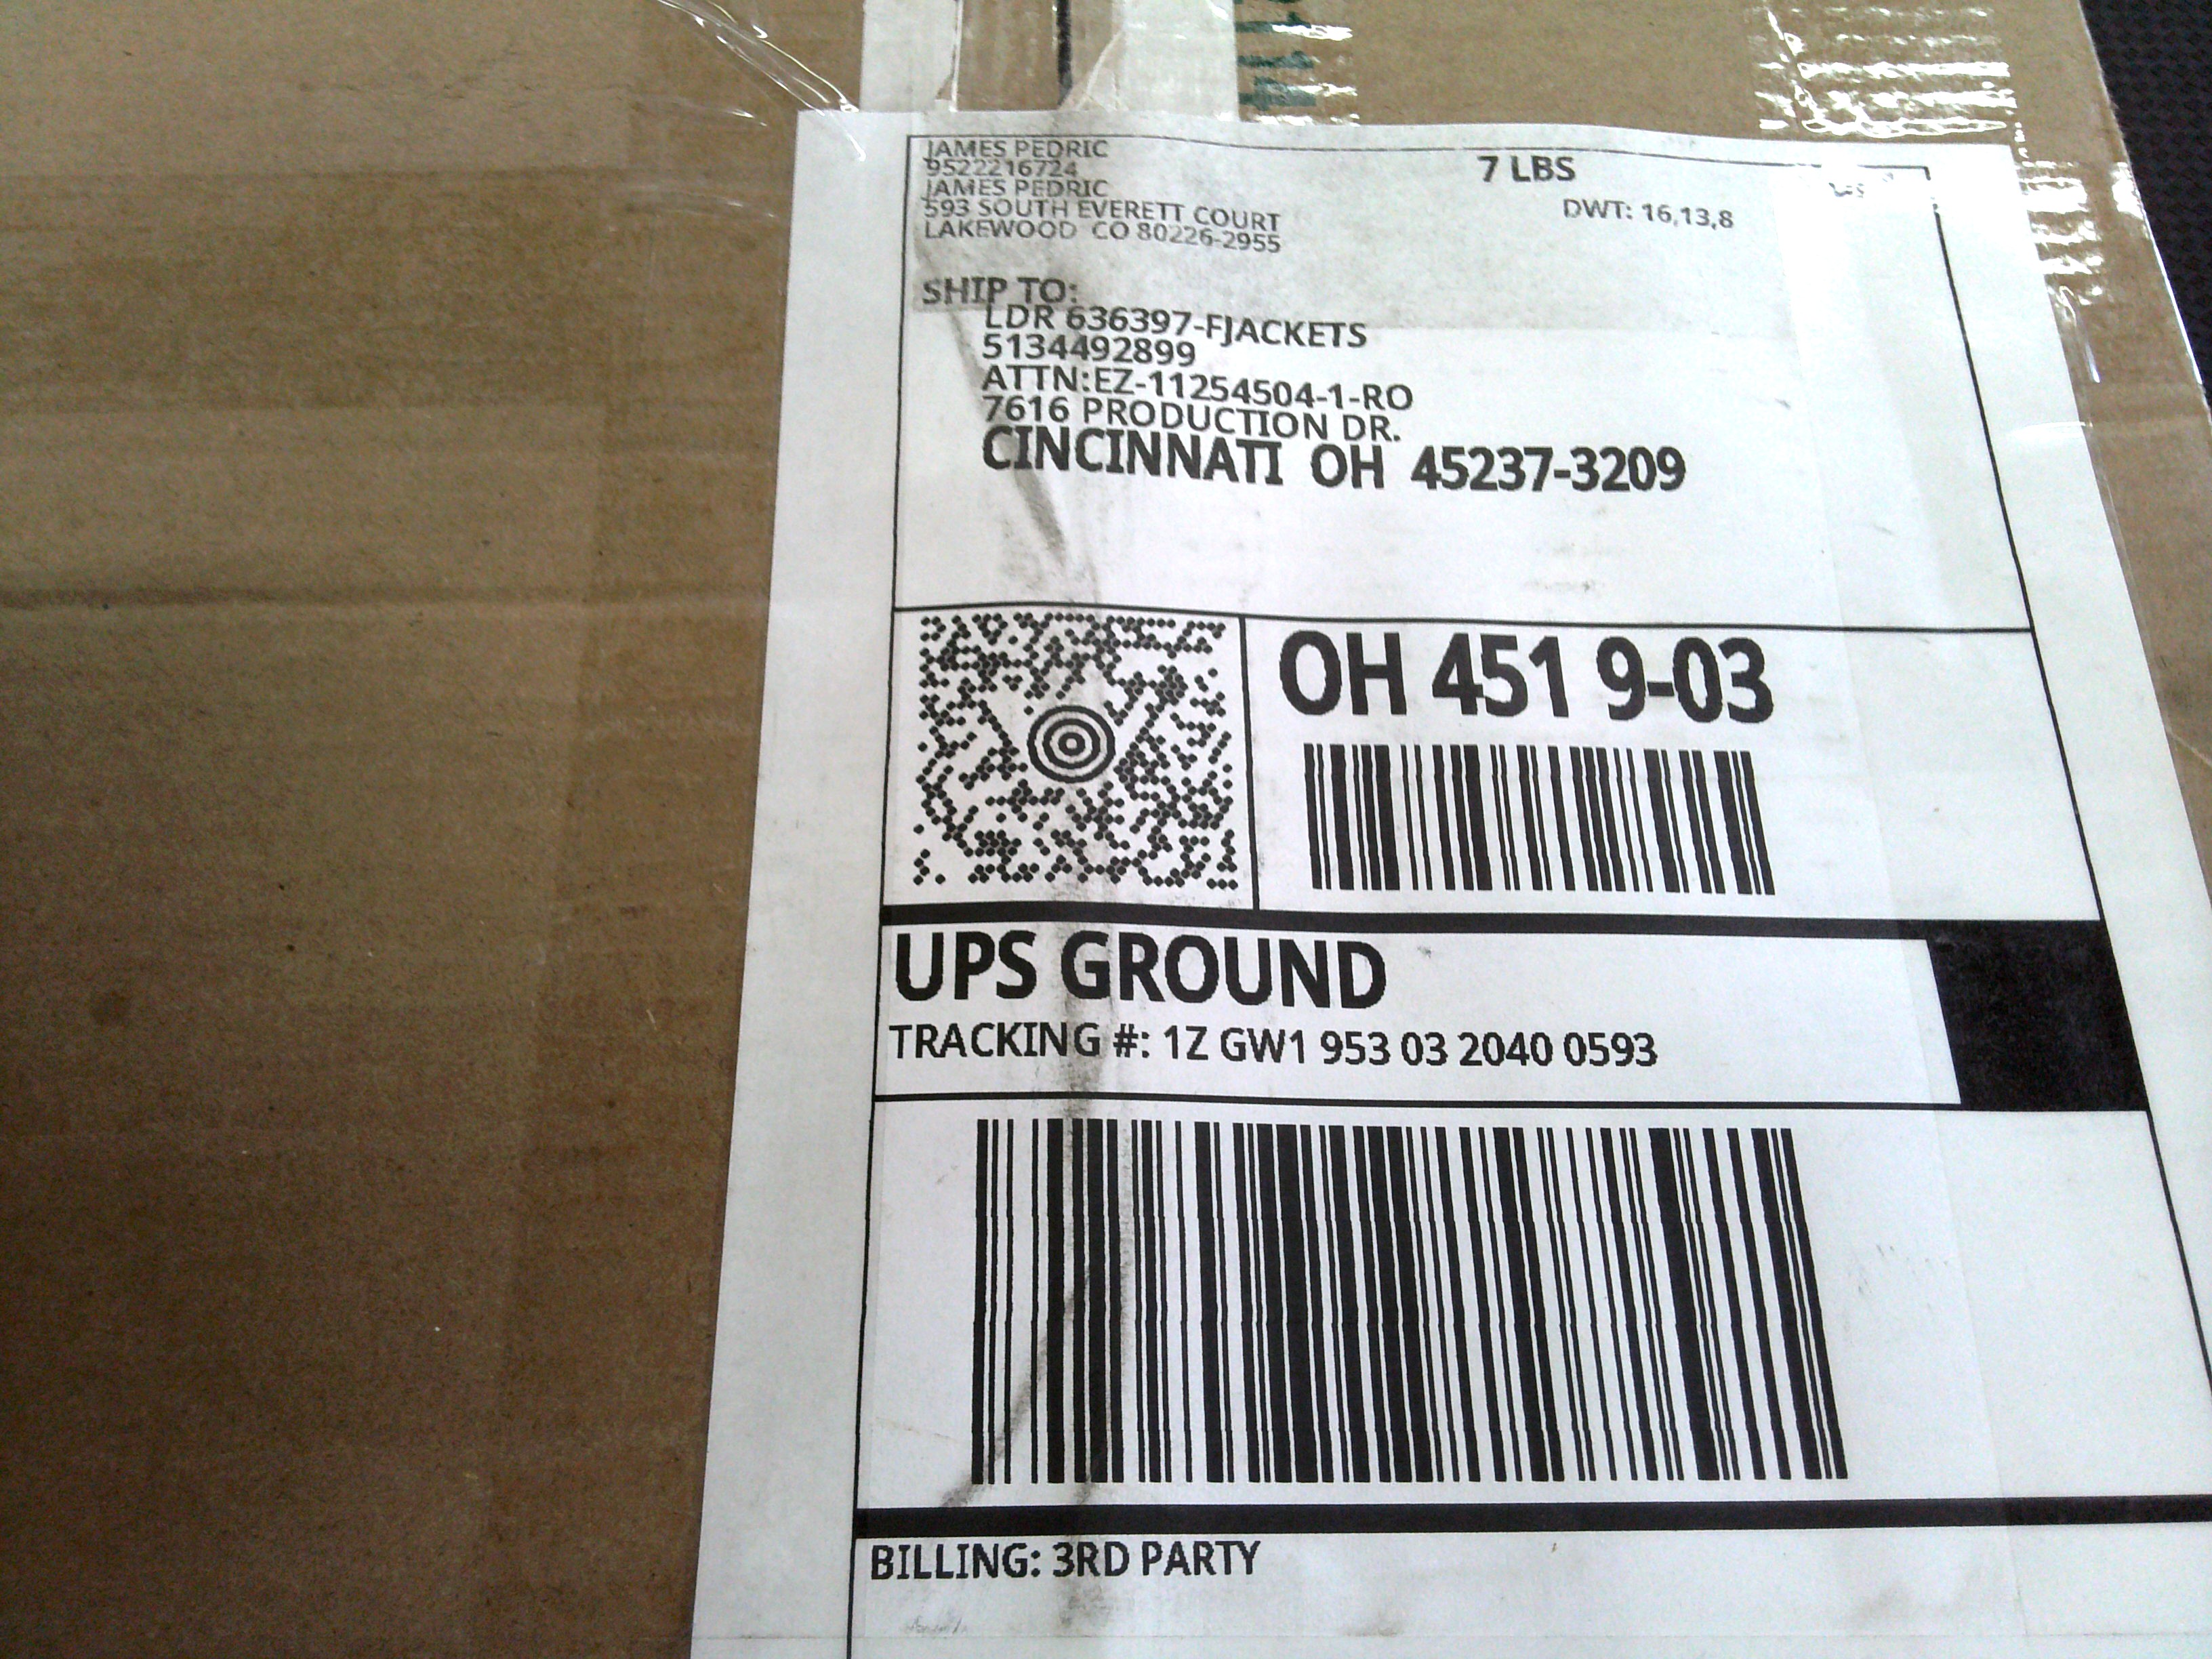 JAMES PEDRIC
9522216724
JAMES PEDRIC
593 SOUTH EVERETT COURT
LAKEWOOD CO 80226-2955
7 LBS
DWT: 16,13,8
SHIP TO:
LDR 636397-FJACKETS
5134492899
ATTN:EZ-11254504-1-RO
7616 PRODUCTION DR.
CINCINNATI OH 45237-3209
OH 451 9-03
UPS GROUND
TRACKING #: 1Z GW1 953 03 2040 0593
BILLING: 3RD PARTY